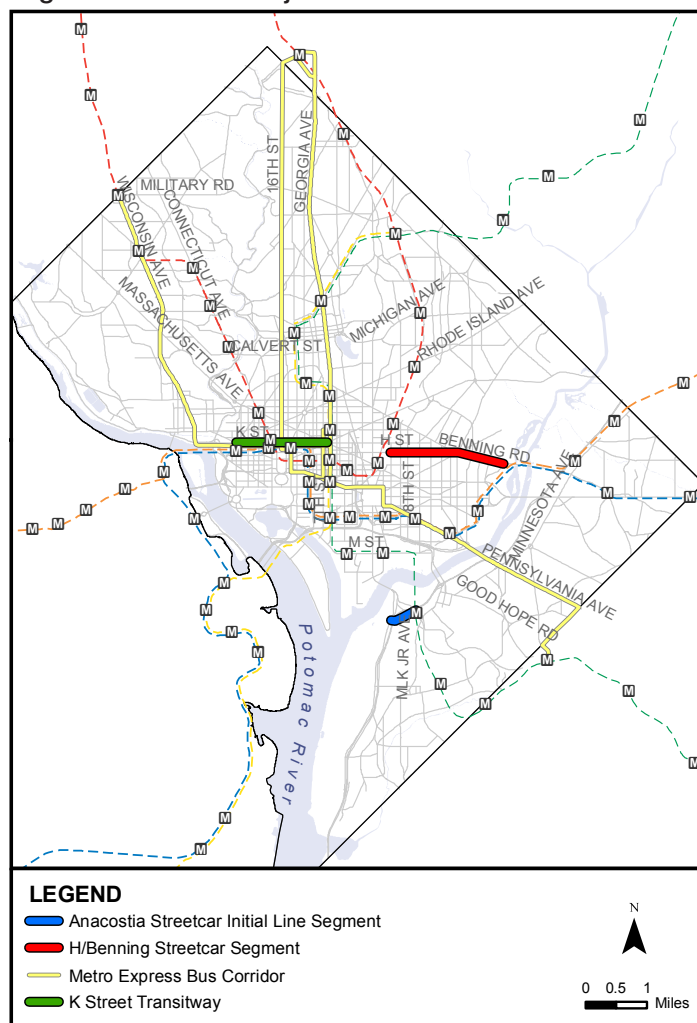 16TH ST
GEORGIA AVE
MILITARY RD
WISCONSIN AVE
CONNECTICUT AVE
MASSACHUSETTS AVE
MICHIGAN AVE
RHODE ISLAND AVE
CALVERT ST
K ST
H ST
BENNING RD
8TH ST
MINNESOTA AVE
M ST
PENNSYLVANIA AVE
GOOD HOPE RD
MLK JR AVE
Potomac River
LEGEND
Anacostia Streetcar Initial Line Segment
H/Benning Streetcar Segment
Metro Express Bus Corridor
K Street Transitway
N
0 0.5 1
Miles